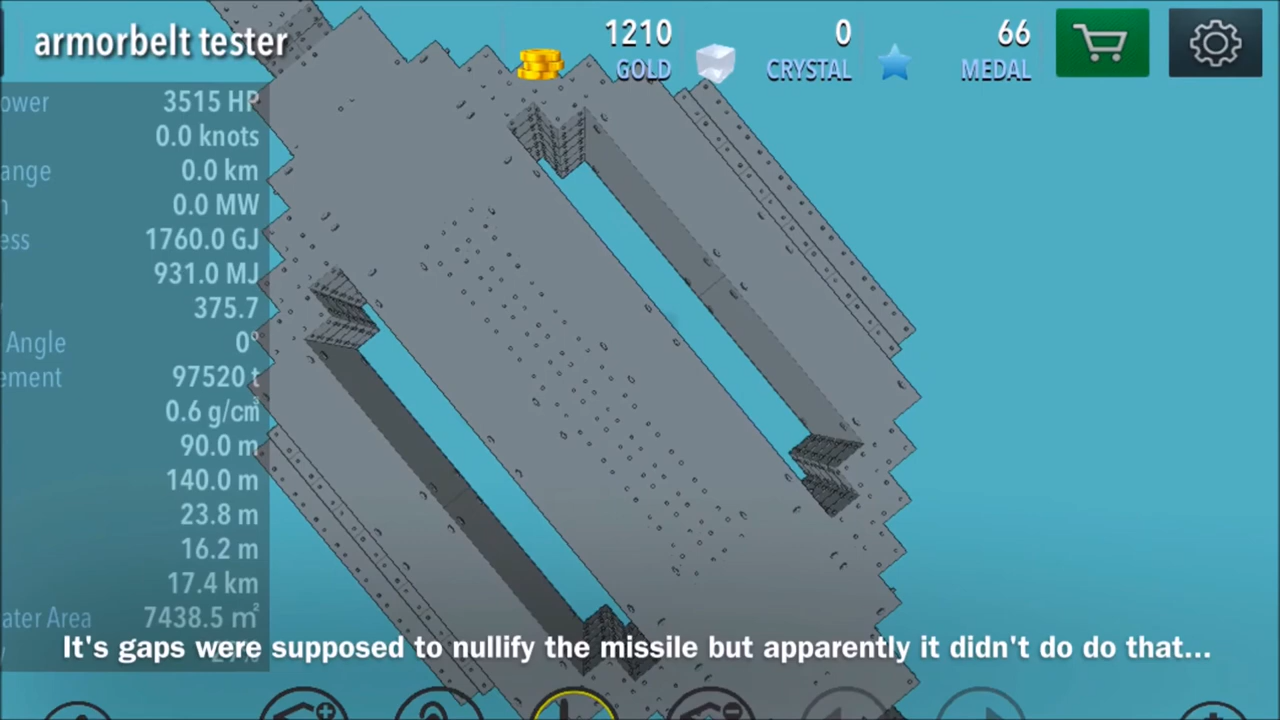 armorbelt tester
1210
GOLD
0
CRYSTAL
66
MEDAL
ower 3515 HP
0.0 knots
ange 0.0 km
0.0 MW
ess 1760.0 GJ
931.0 MJ
375.7
Angle 0°
ement 97520 t
0.6 g/cm³
90.0 m
140.0 m
23.8 m
16.2 m
17.4 km
ater Area 7438.5 m²
It's gaps were supposed to nullify the missile but apparently it didn't do do that...